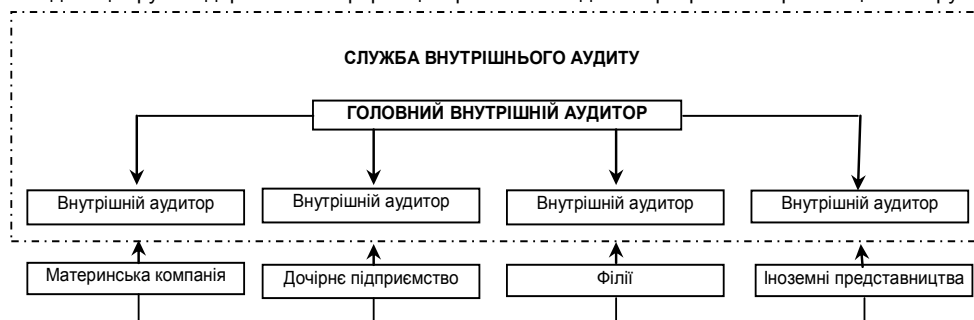 СЛУЖБА ВНУТРІШНЬОГО АУДИТУ
ГОЛОВНИЙ ВНУТРІШНІЙ АУДИТОР
Внутрішній аудитор Внутрішній аудитор Внутрішній аудитор Внутрішній аудитор
Материнська компанія Дочірнє підприємство Філії Іноземні представництва